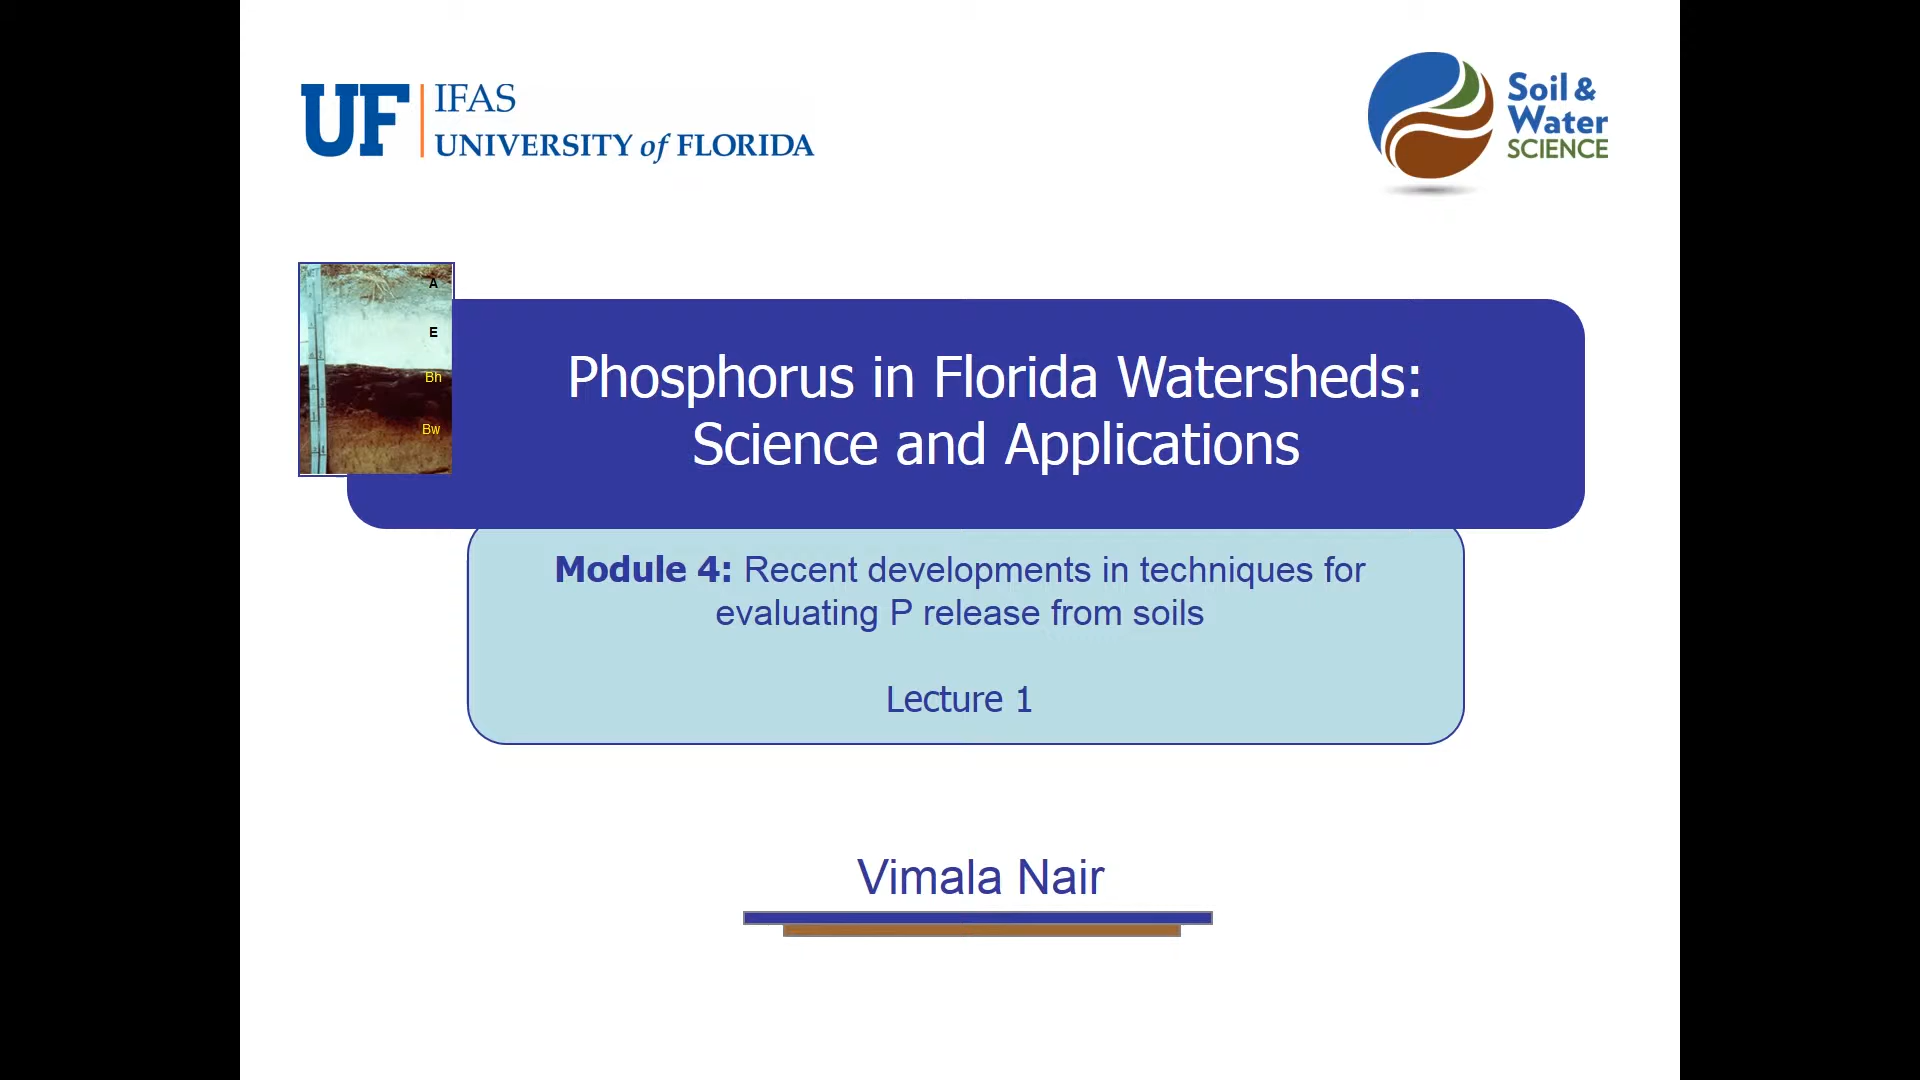 UF
IFAS
UNIVERSITY of FLORIDA
Soil &
Water
SCIENCE
A
E
Bh
Bw
Phosphorus in Florida Watersheds:
Science and Applications
Module 4: Recent developments in techniques for
evaluating P release from soils
Lecture 1
Vimala Nair